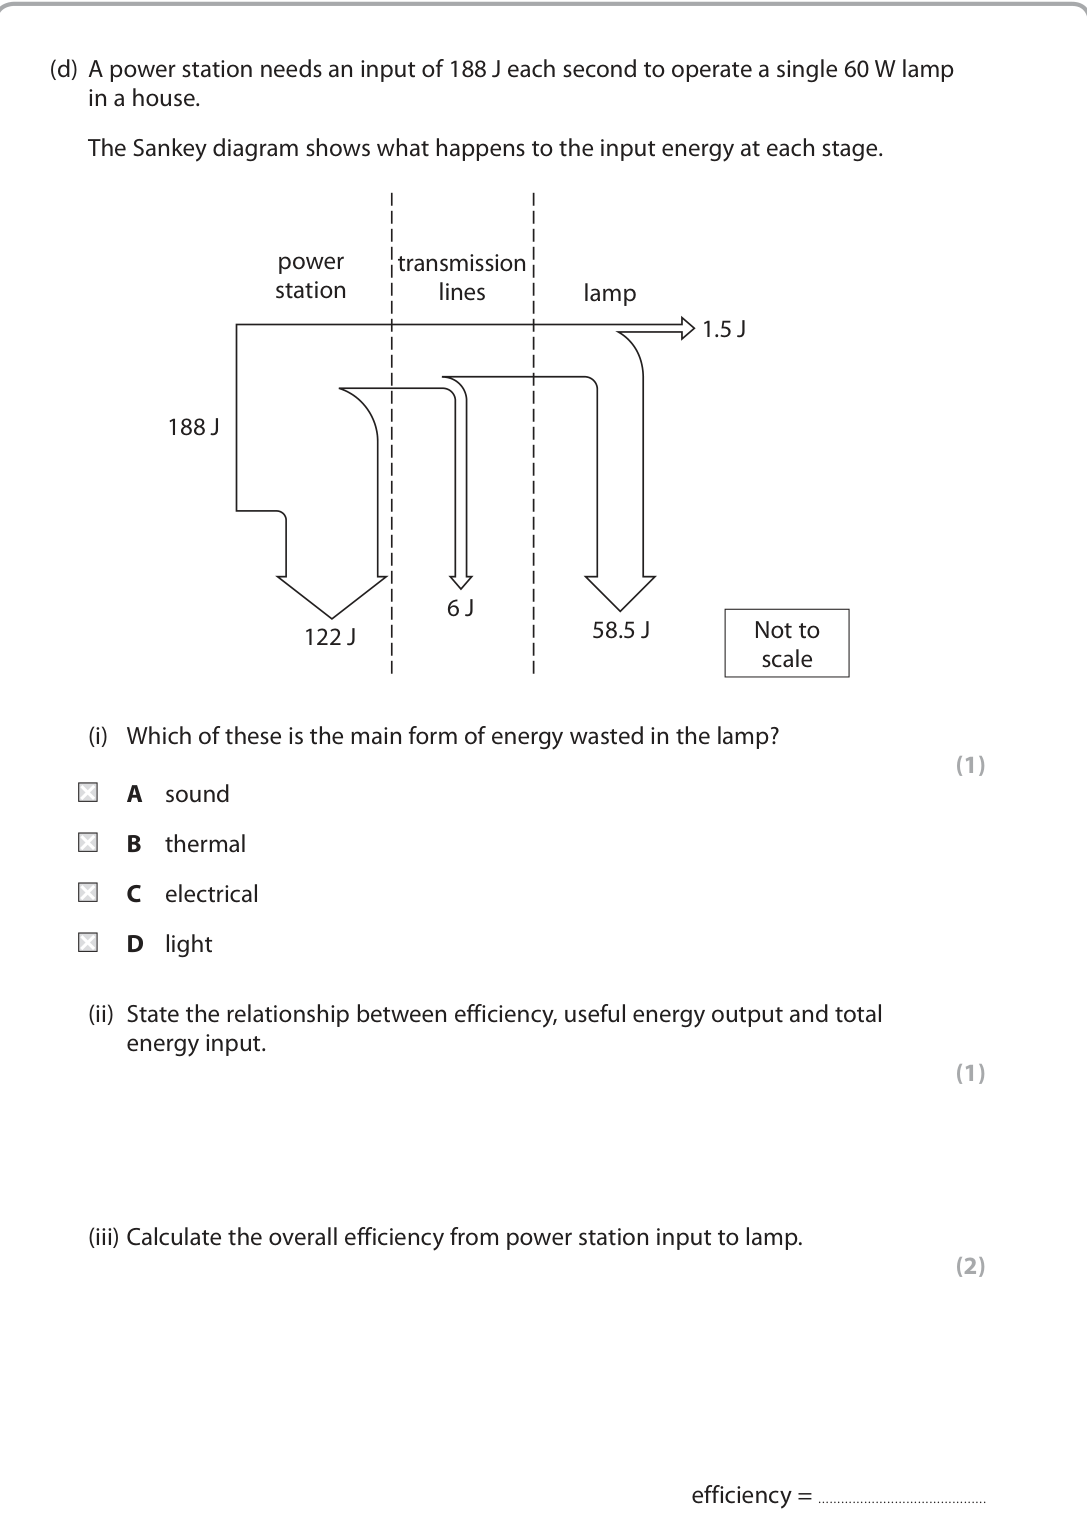 (d) A power station needs an input of 188 J each second to operate a single 60 W lamp
in a house.
The Sankey diagram shows what happens to the input energy at each stage.
power
station
transmission
lines
lamp
1.5 J
188 J
6 J
122 J
58.5 J
Not to
scale
(i) Which of these is the main form of energy wasted in the lamp?
(1)
A sound
B thermal
C electrical
D light
(ii) State the relationship between efficiency, useful energy output and total
energy input.
(1)
(iii) Calculate the overall efficiency from power station input to lamp.
(2)
efficiency = ............................................